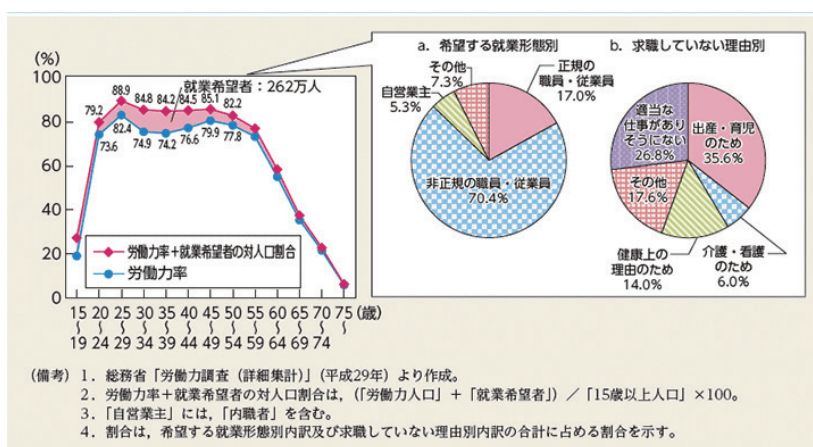 (%)
100
80
60
40
20
0
就業希望者：262万人
79.2
88.9
84.8
84.2
84.5
85.1
82.2
73.6
82.4
74.9
74.2
76.6
79.9
77.8
労働力率＋就業希望者の対人口割合
労働力率
15 20 25 30 35 40 45 50 55 60 65 70 75 (歳)
〜 〜 〜 〜 〜 〜 〜 〜 〜 〜 〜 〜 〜
19 24 29 34 39 44 49 54 59 64 69 74
a．希望する就業形態別
その他
7.3%
正規の
職員・従業員
17.0%
自営業主
5.3%
非正規の職員・従業員
70.4%
b．求職していない理由別
適当な
仕事があり
そうにない
26.8%
出産・育児
のため
35.6%
その他
17.6%
健康上の
理由のため
14.0%
介護・看護
のため
6.0%
（備考）1．総務省「労働力調査（詳細集計）」（平成29年）より作成。
2．労働力率＋就業希望者の対人口割合は，（「労働力人口」＋「就業希望者」）／「15歳以上人口」×100。
3．「自営業主」には，「内職者」を含む。
4．割合は，希望する就業形態別内訳及び求職していない理由別内訳の合計に占める割合を示す。